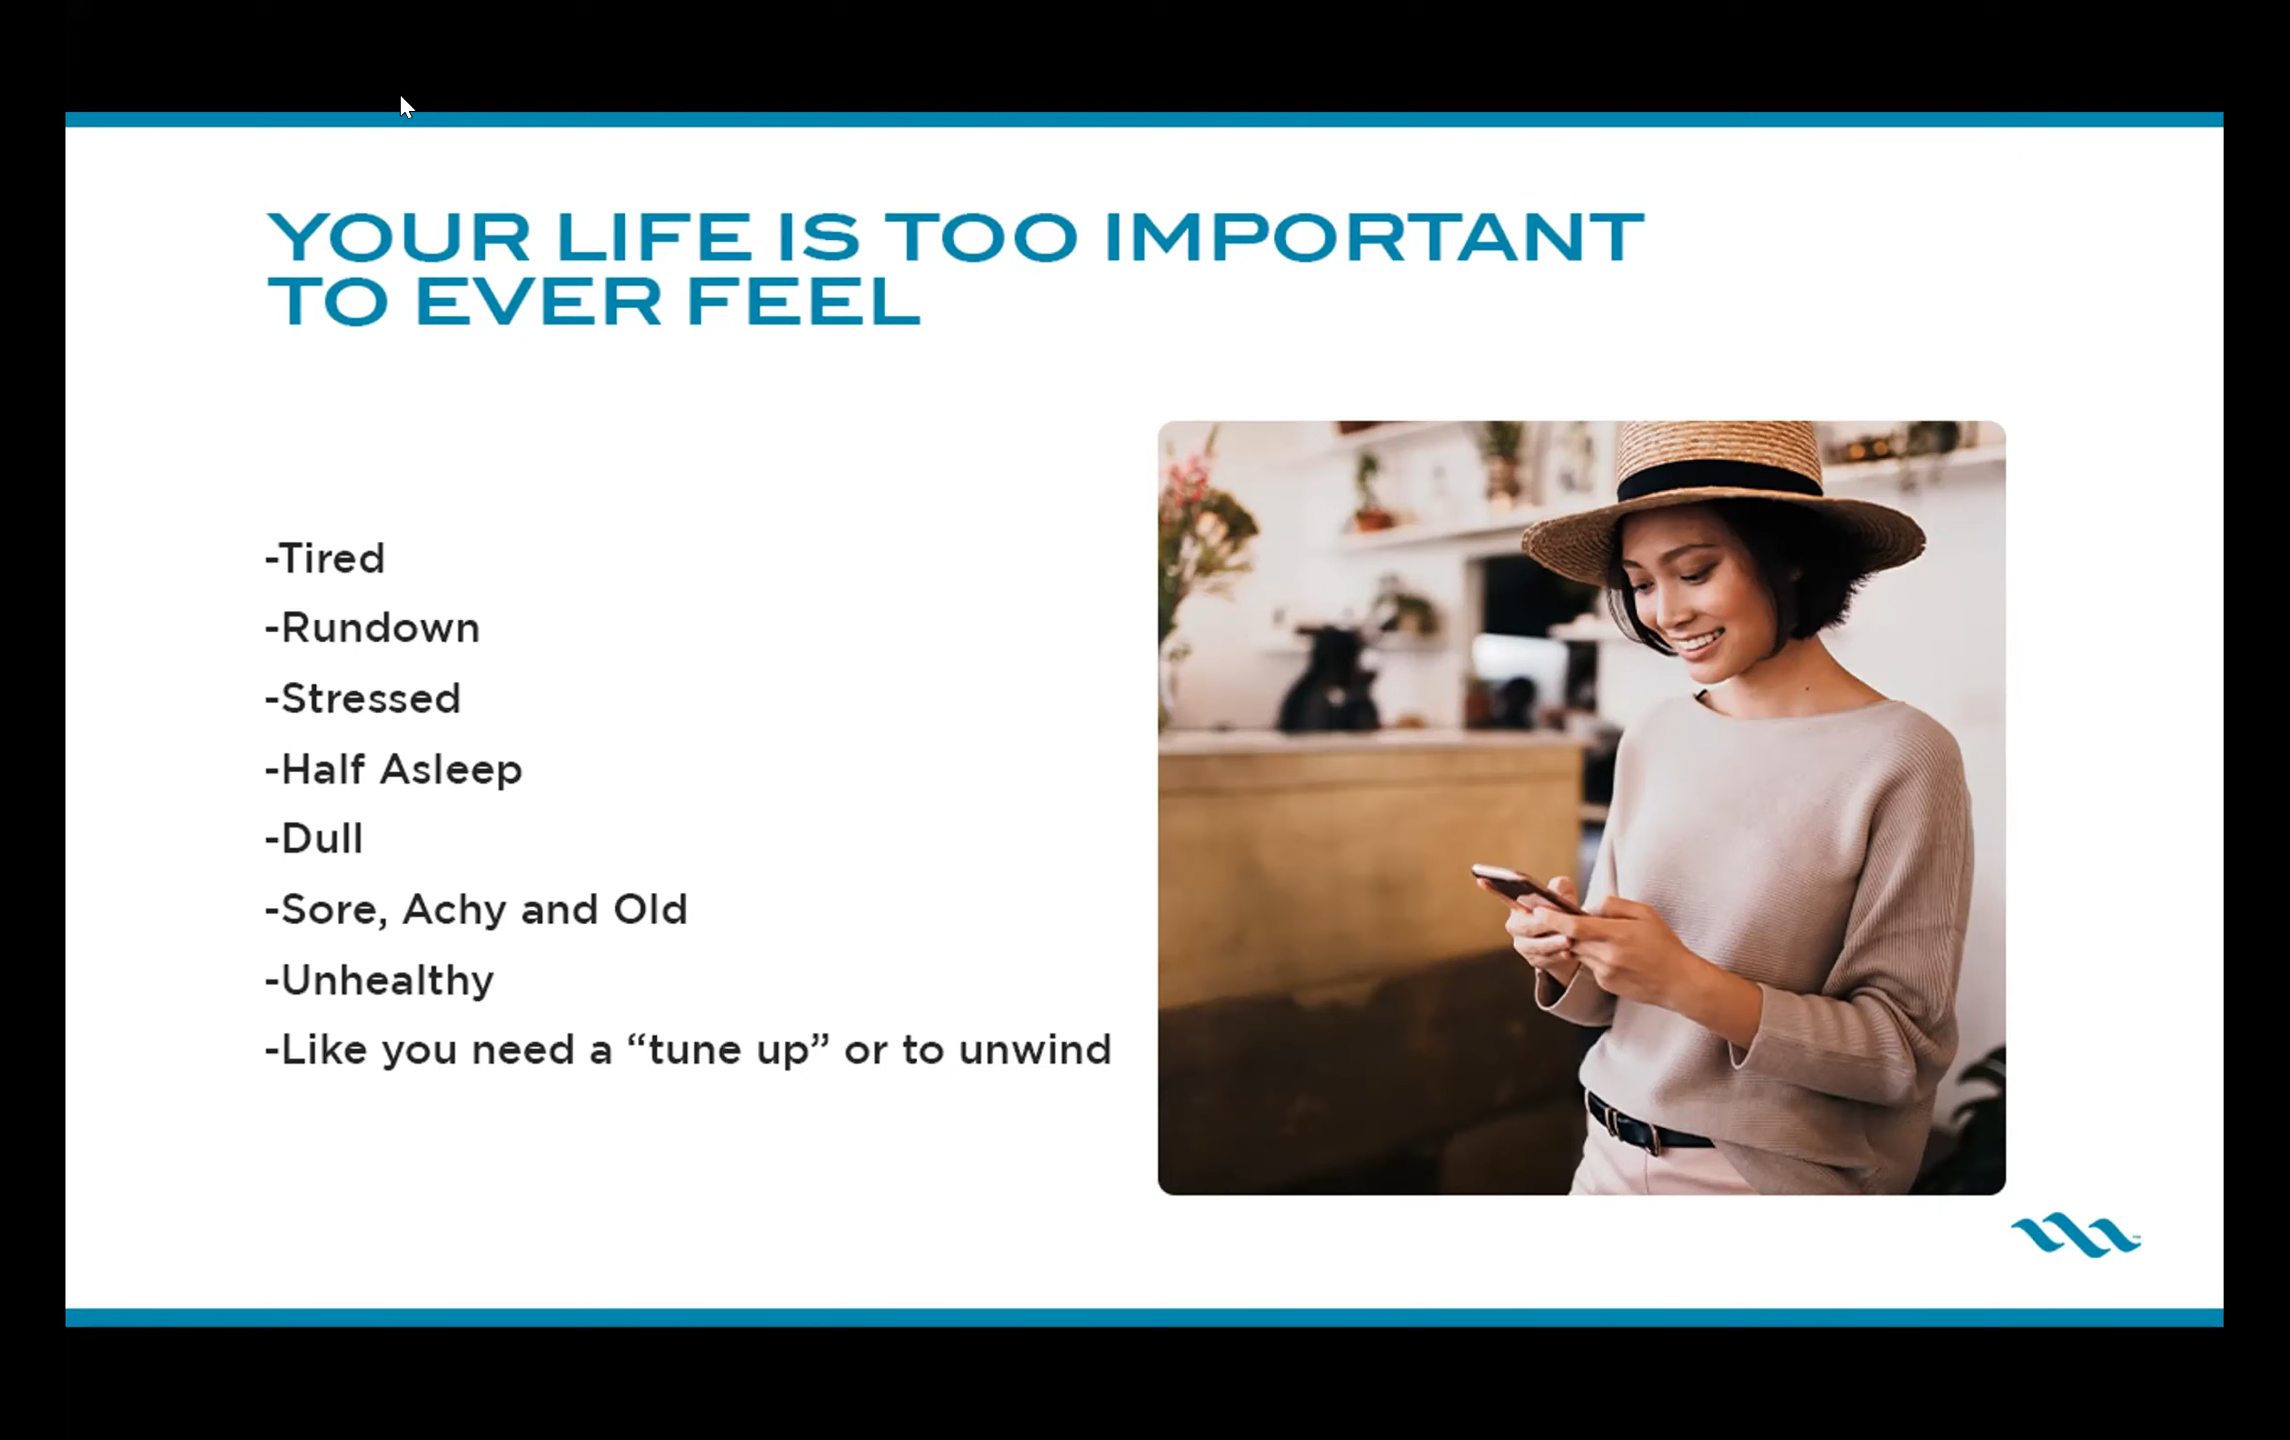 YOUR LIFE IS TOO IMPORTANT
TO EVER FEEL
-Tired
-Rundown
-Stressed
-Half Asleep
-Dull
-Sore, Achy and Old
-Unhealthy
-Like you need a “tune up” or to unwind